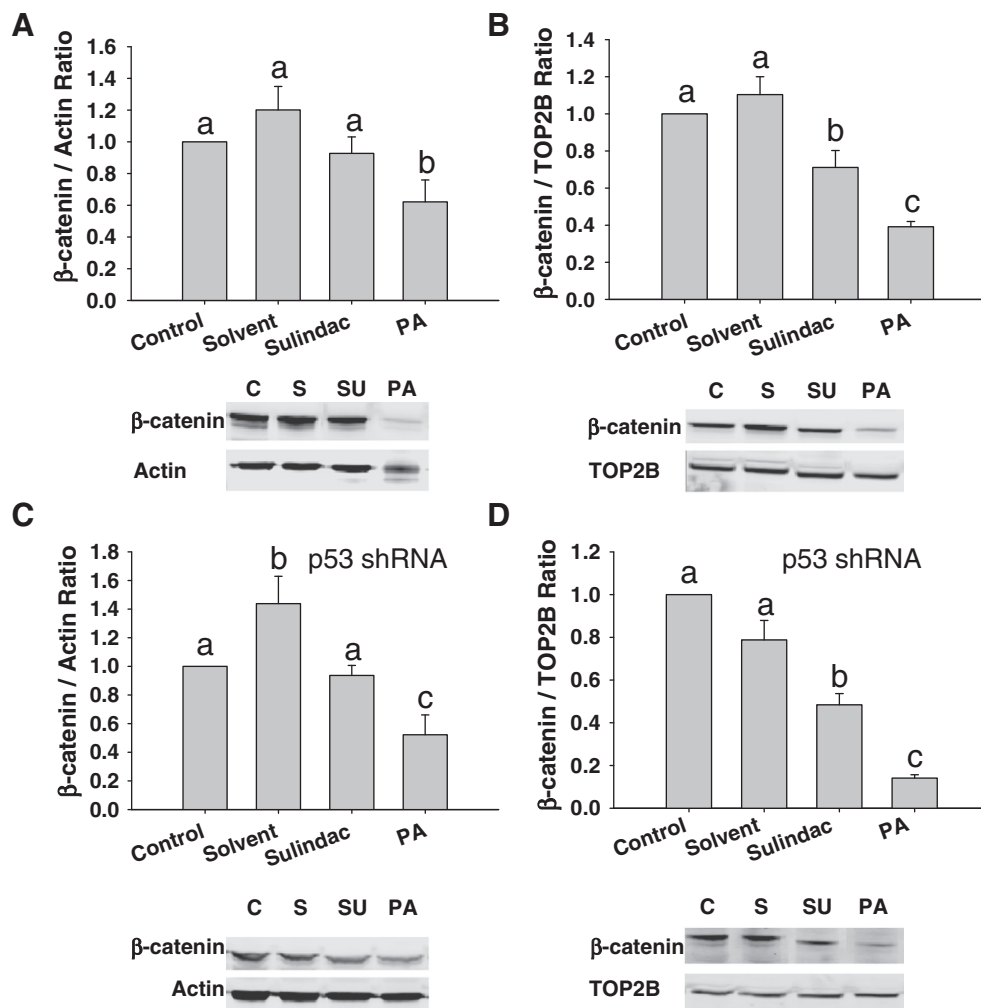 A
β-catenin / Actin Ratio
1.6
1.4
1.2
1.0
0.8
0.6
0.4
0.2
0.0
a
a
a
b
Control
Solvent
Sulindac
PA
C S SU PA
β-catenin
Actin
B
β-catenin / TOP2B Ratio
1.4
1.2
1.0
0.8
0.6
0.4
0.2
0.0
a
a
b
c
Control
Solvent
Sulindac
PA
C S SU PA
β-catenin
TOP2B
C
p53 shRNA
β-catenin / Actin Ratio
1.8
1.6
1.4
1.2
1.0
0.8
0.6
0.4
0.2
0.0
a
b
a
c
Control
Solvent
Sulindac
PA
C S SU PA
β-catenin
Actin
D
p53 shRNA
β-catenin / TOP2B Ratio
1.2
1.0
0.8
0.6
0.4
0.2
0.0
a
a
b
c
Control
Solvent
Sulindac
PA
C S SU PA
β-catenin
TOP2B